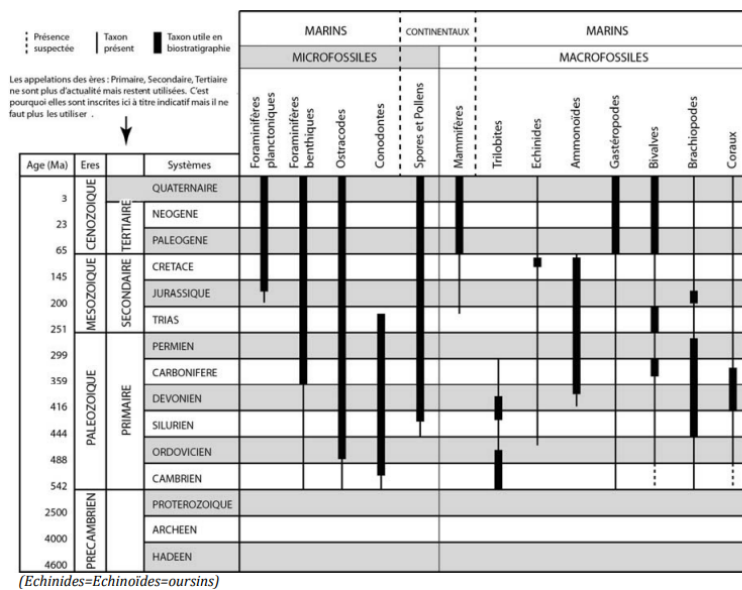 MARINS
CONTINENTAUX
MARINS
MICROFOSSILES
MACROFOSSILES
Présence
suspectée
Taxon
présent
Taxon utile en
biostratigraphie
Les appelations des ères : Primaire, Secondaire, Tertiaire
ne sont plus d'actualité mais restent utilisées. C'est
pourquoi elles sont inscrites ici à titre indicatif mais il ne
faut plus les utiliser .
Foraminifères
planctoniques
Foraminifères
benthiques
Ostracodes
Conodontes
Spores et Pollens
Mammifères
Trilobites
Echinides
Ammonoïdes
Gastéropodes
Bivalves
Brachiopodes
Coraux
Age (Ma)
Eres
Systèmes
CENOZOIQUE
TERTIAIRE
QUATERNAIRE
3
NEOGENE
23
PALEOGENE
65
MESOZOIQUE
SECONDAIRE
CRETACE
145
JURASSIQUE
200
TRIAS
251
PALEOZOIQUE
PRIMAIRE
PERMIEN
299
CARBONIFERE
359
DEVONIEN
416
SILURIEN
444
ORDOVICIEN
488
CAMBRIEN
542
PRECAMBRIEN
PROTEROZOIQUE
2500
ARCHEEN
4000
HADEEN
4600
(Echinides=Echinoïdes=oursins)